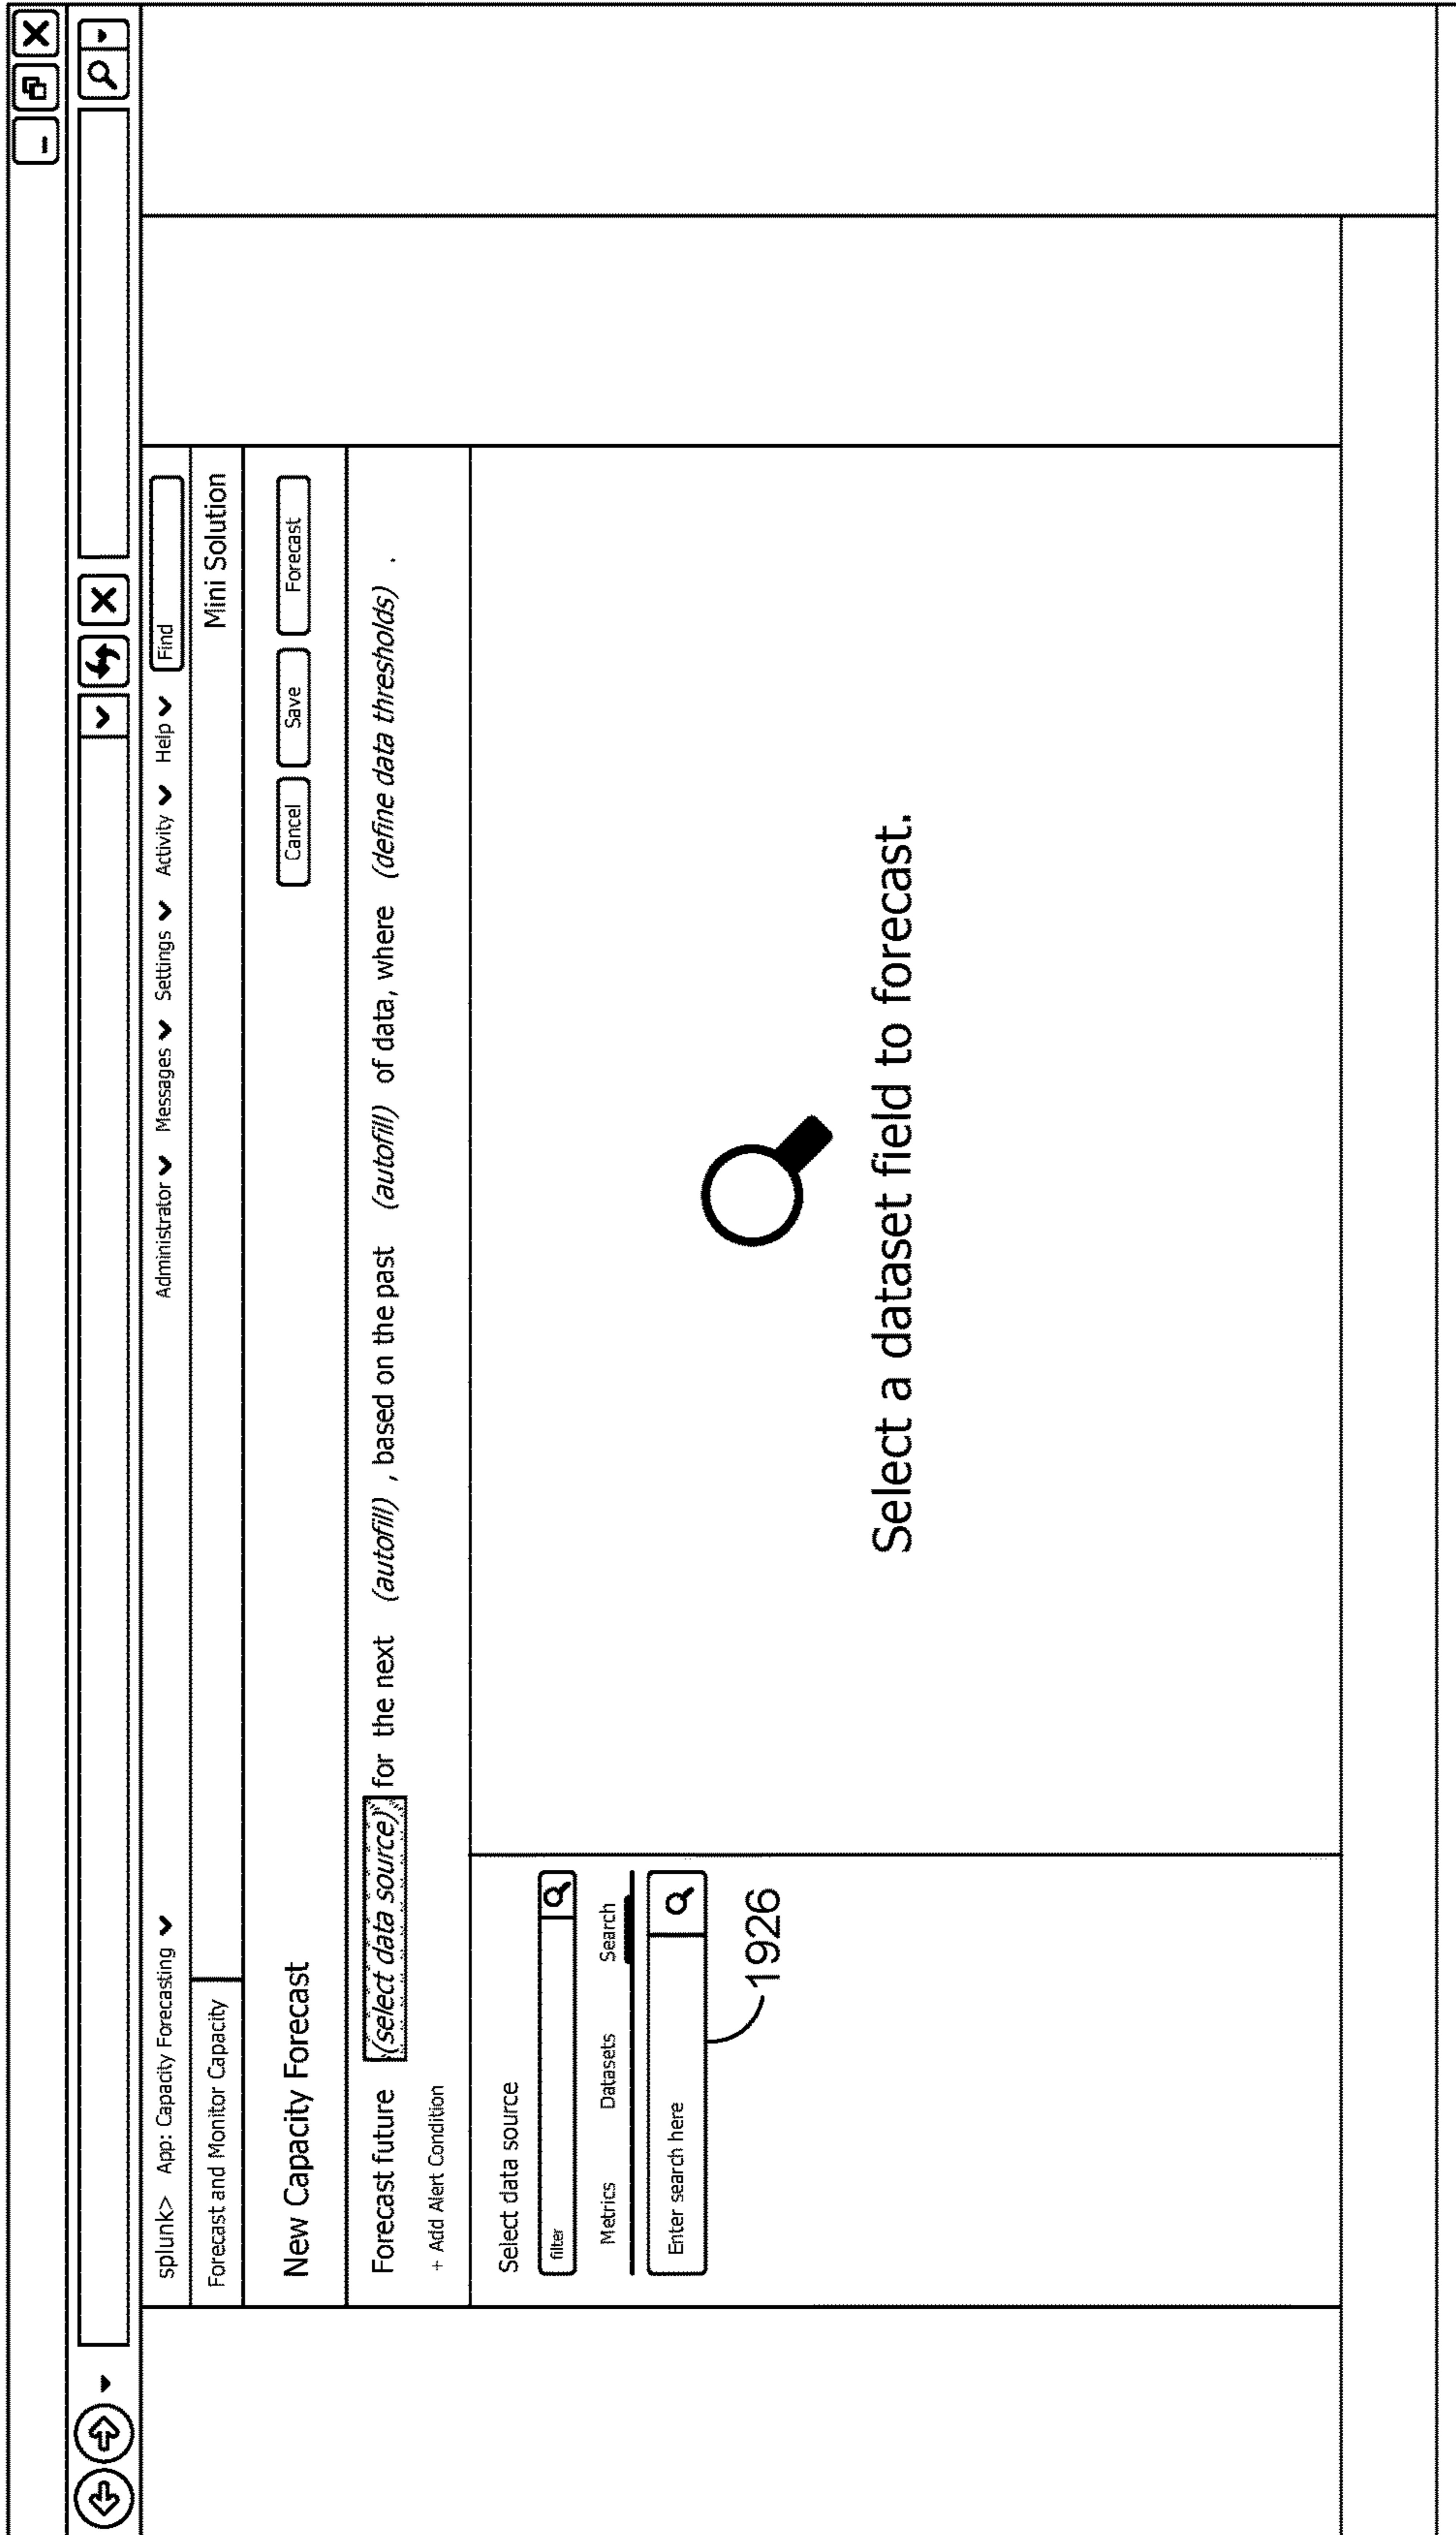 splunk> App: Capacity Forecasting Administrator Messages Settings Activity Help Find
Forecast and Monitor Capacity Mini Solution
New Capacity Forecast Cancel Save Forecast
Forecast future (select data source) for the next (autofill) , based on the past (autofill) of data, where (define data thresholds) .
+ Add Alert Condition
Select data source
filter
Metrics Datasets Search
Enter search here
1926
Select a dataset field to forecast.